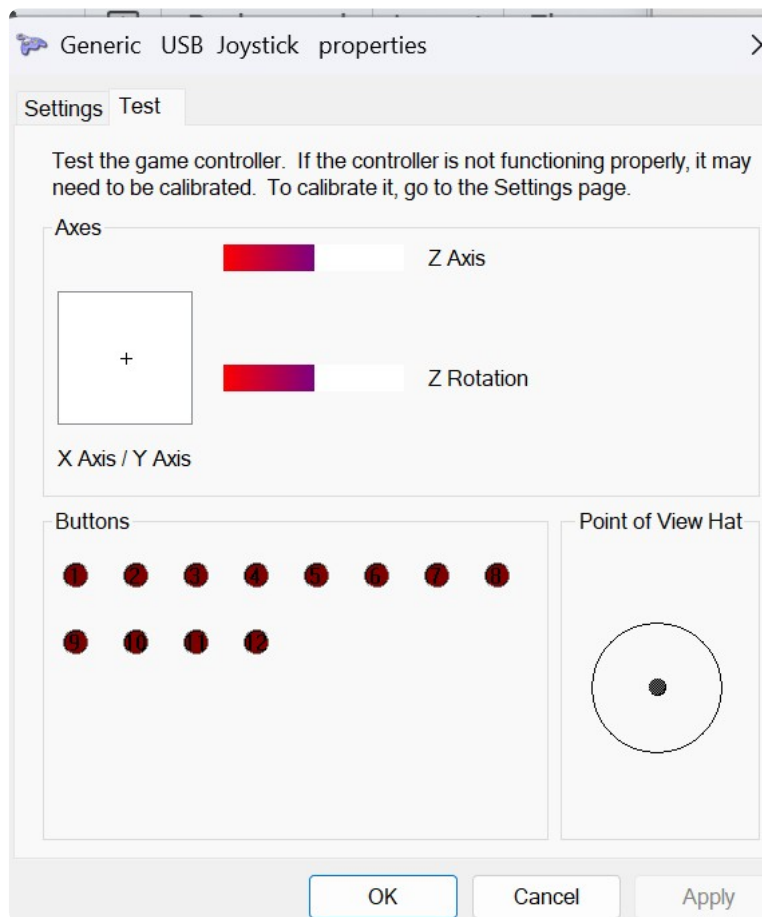 Generic USB Joystick properties
Settings Test
Test the game controller. If the controller is not functioning properly, it may
need to be calibrated. To calibrate it, go to the Settings page.
Axes
Z Axis
Z Rotation
X Axis / Y Axis
Buttons
Point of View Hat
1 2 3 4 5 6 7 8
9 10 11 12
OK Cancel Apply